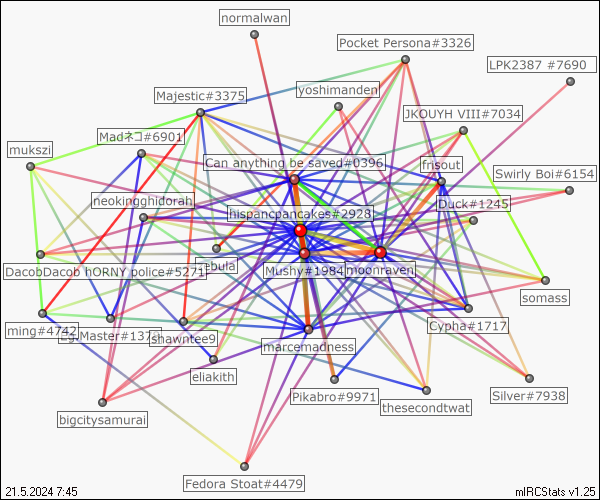 normalwan
Pocket Persona#3326
LPK2387 #7690
yoshimanden
Majestic#3375
JKOUYH VIII#7034
Madネコ#6901
mukszi
Can anything be saved#0396
frisout
Swirly Boi#6154
neokingghidorah
Duck#1245
hispancpancakes#2928
DacobDacob hORNY police#5271
ebula
Mushy#1984
moonraven
somass
ming#4742
Master#137
shawntee9
Cypha#1717
marcemadness
eliakith
Pikabro#9971
Silver#7938
thesecondtwat
bigcitysamurai
Fedora Stoat#4479
21.5.2024 7:45
mIRCStats v1.25